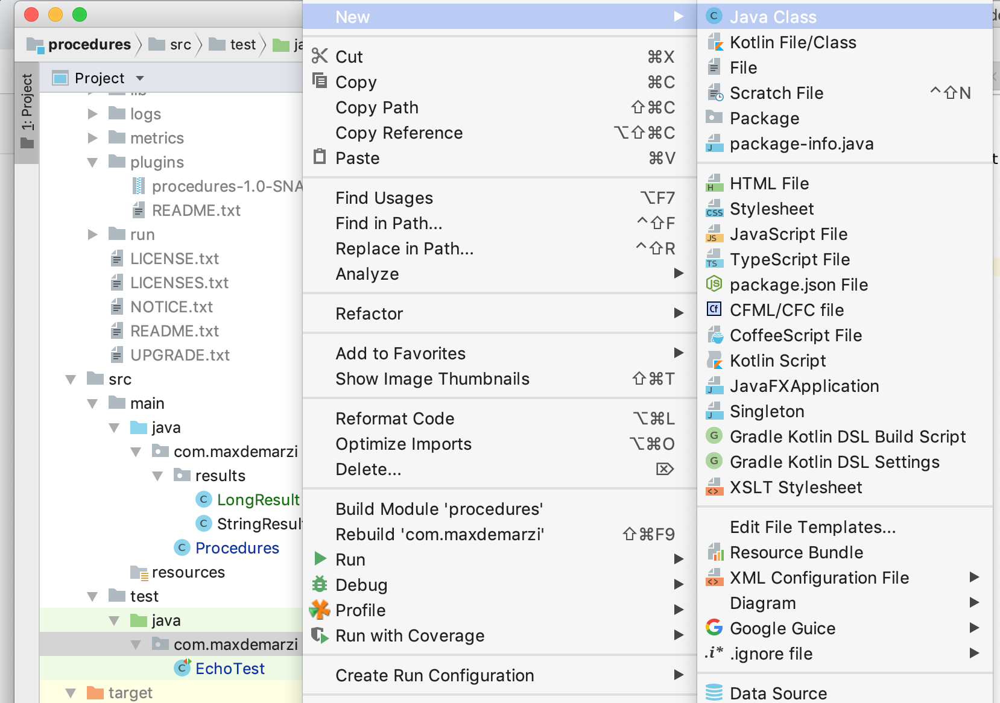 procedures
src
test
1: Project
Project
logs
metrics
plugins
procedures-1.0-SNA
README.txt
run
LICENSE.txt
LICENSES.txt
NOTICE.txt
README.txt
UPGRADE.txt
src
main
java
com.maxdemarzi
results
C LongResult
C StringResul
C Procedures
resources
test
java
com.maxdemarzi
C EchoTest
target
New
Cut ⌘X
Copy ⌘C
Copy Path ⇧⌘C
Copy Reference ⌥⇧⌘C
Paste ⌘V
Find Usages ⌥F7
Find in Path... ^⇧F
Replace in Path... ^⇧R
Analyze
Refactor
Add to Favorites
Show Image Thumbnails ⇧⌘T
Reformat Code ⌥⌘L
Optimize Imports ⌥⌘O
Delete... ⌦
Build Module 'procedures'
Rebuild 'com.maxdemarzi' ⇧⌘F9
Run
Debug
Profile
Run with Coverage
Create Run Configuration
C Java Class
Kotlin File/Class
File
Scratch File ^⇧N
Package
J package-info.java
H HTML File
CSS Stylesheet
JS JavaScript File
TS TypeScript File
JS package.json File
Cf CFML/CFC file
CoffeeScript File
Kotlin Script
J JavaFXApplication
J Singleton
G Gradle Kotlin DSL Build Script
G Gradle Kotlin DSL Settings
<> XSLT Stylesheet
Edit File Templates...
Resource Bundle
<> XML Configuration File
Diagram
G Google Guice
.i* .ignore file
Data Source